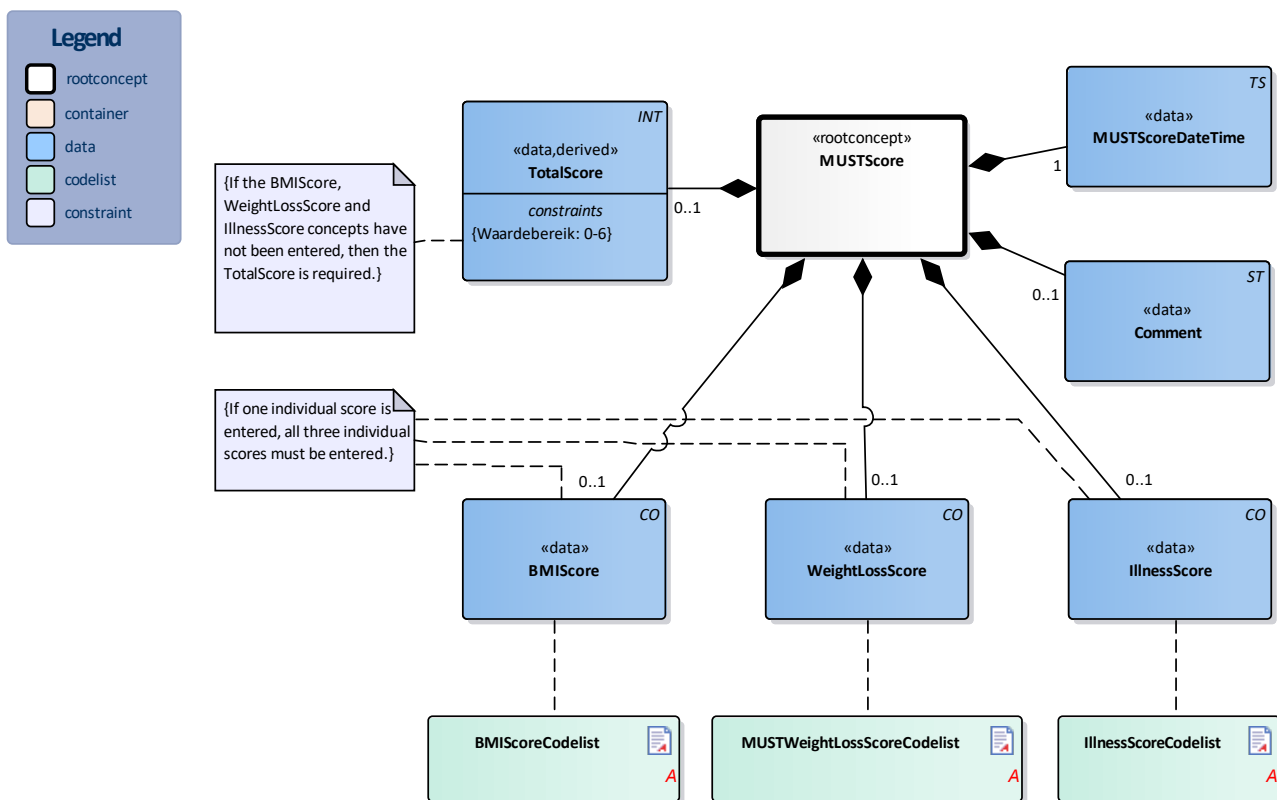 Legend
rootconcept
container
data
codelist
constraint
{If the BMIScore,
WeightLossScore and
IllnessScore concepts have
not been entered, then the
TotalScore is required.}
INT
«data,derived»
TotalScore
constraints
{Waardebereik: 0-6}
0..1
«rootconcept»
MUSTScore
TS
«data»
MUSTScoreDateTime
1
ST
«data»
Comment
0..1
{If one individual score is
entered, all three individual
scores must be entered.}
0..1
0..1
0..1
CO
«data»
BMIScore
CO
«data»
WeightLossScore
CO
«data»
IllnessScore
BMIScoreCodelist
A
MUSTWeightLossScoreCodelist
A
IllnessScoreCodelist
A